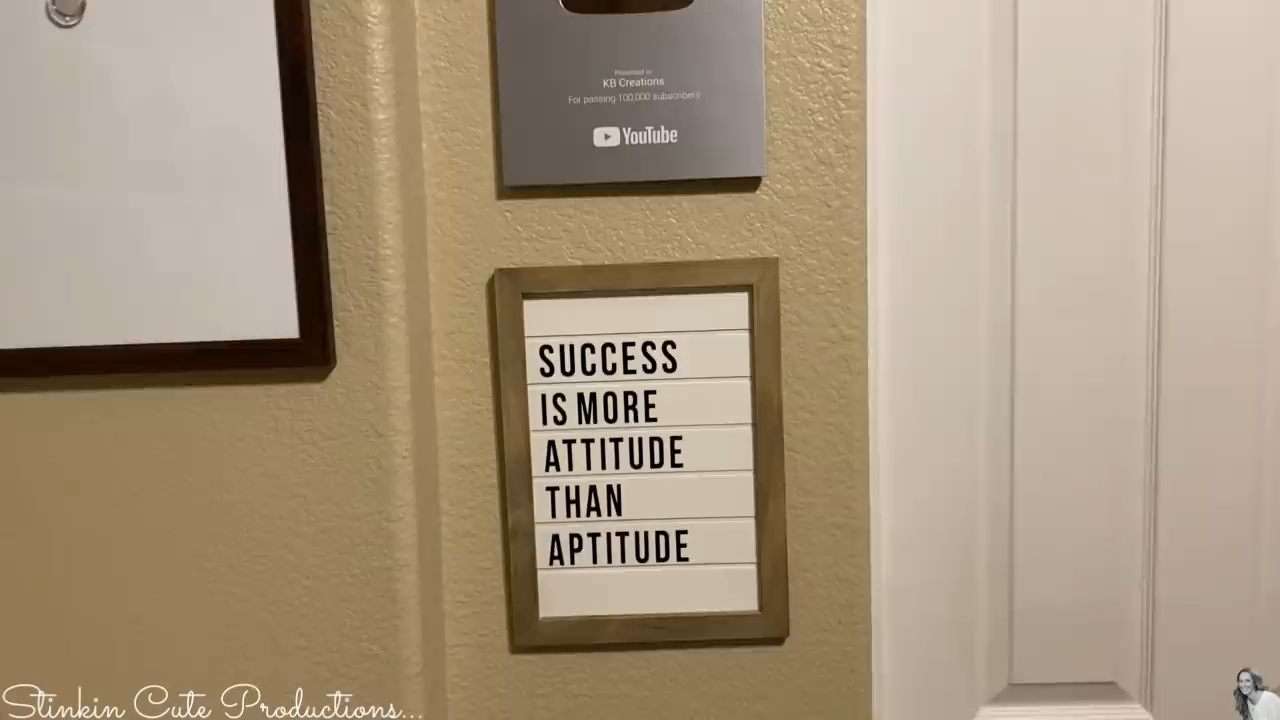 Presented to
KB Creations
For passing 100,000 subscribers
YouTube
SUCCESS
IS MORE
ATTITUDE
THAN
APTITUDE
Stinkin Cute Productions...